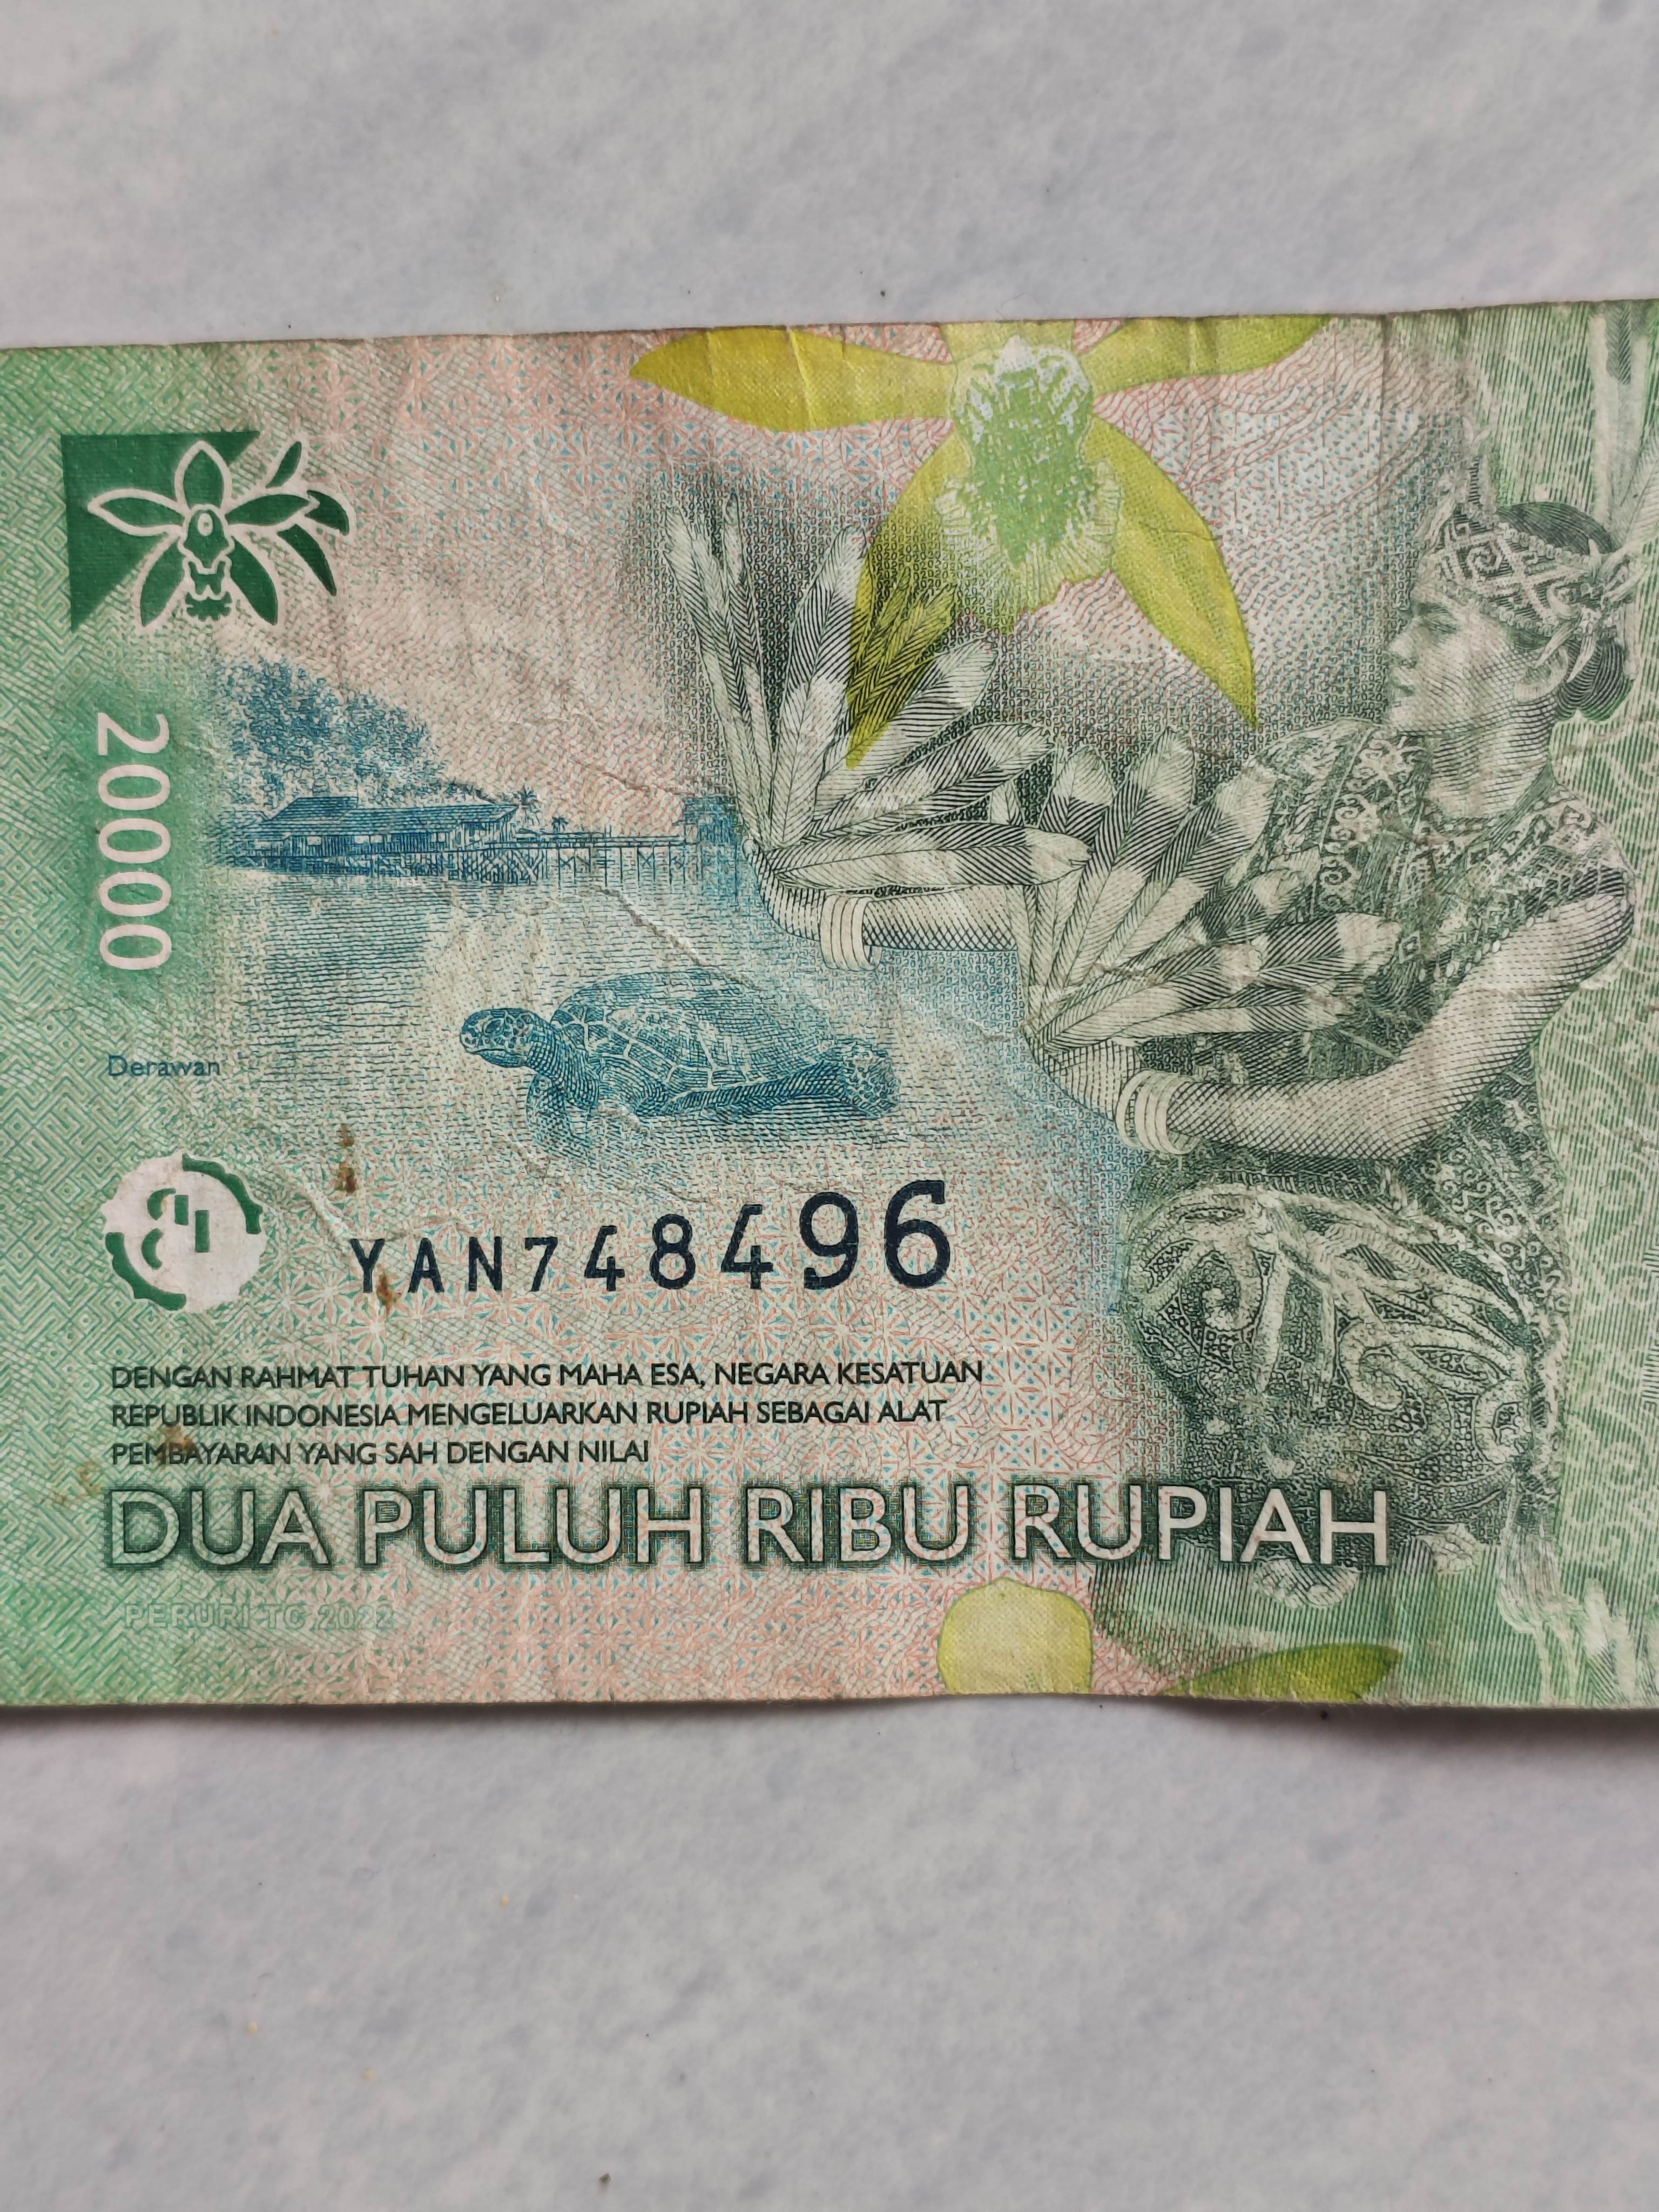 20000
Derawan
YAN748496
DENGAN RAHMAT TUHAN YANG MAHA ESA, NEGARA KESATUAN
REPUBLIK INDONESIA MENGELUARKAN RUPIAH SEBAGAI ALAT
PEMBAYARAN YANG SAH DENGAN NILAI
DUA PULUH RIBU RUPIAH
PERURI TC 2022